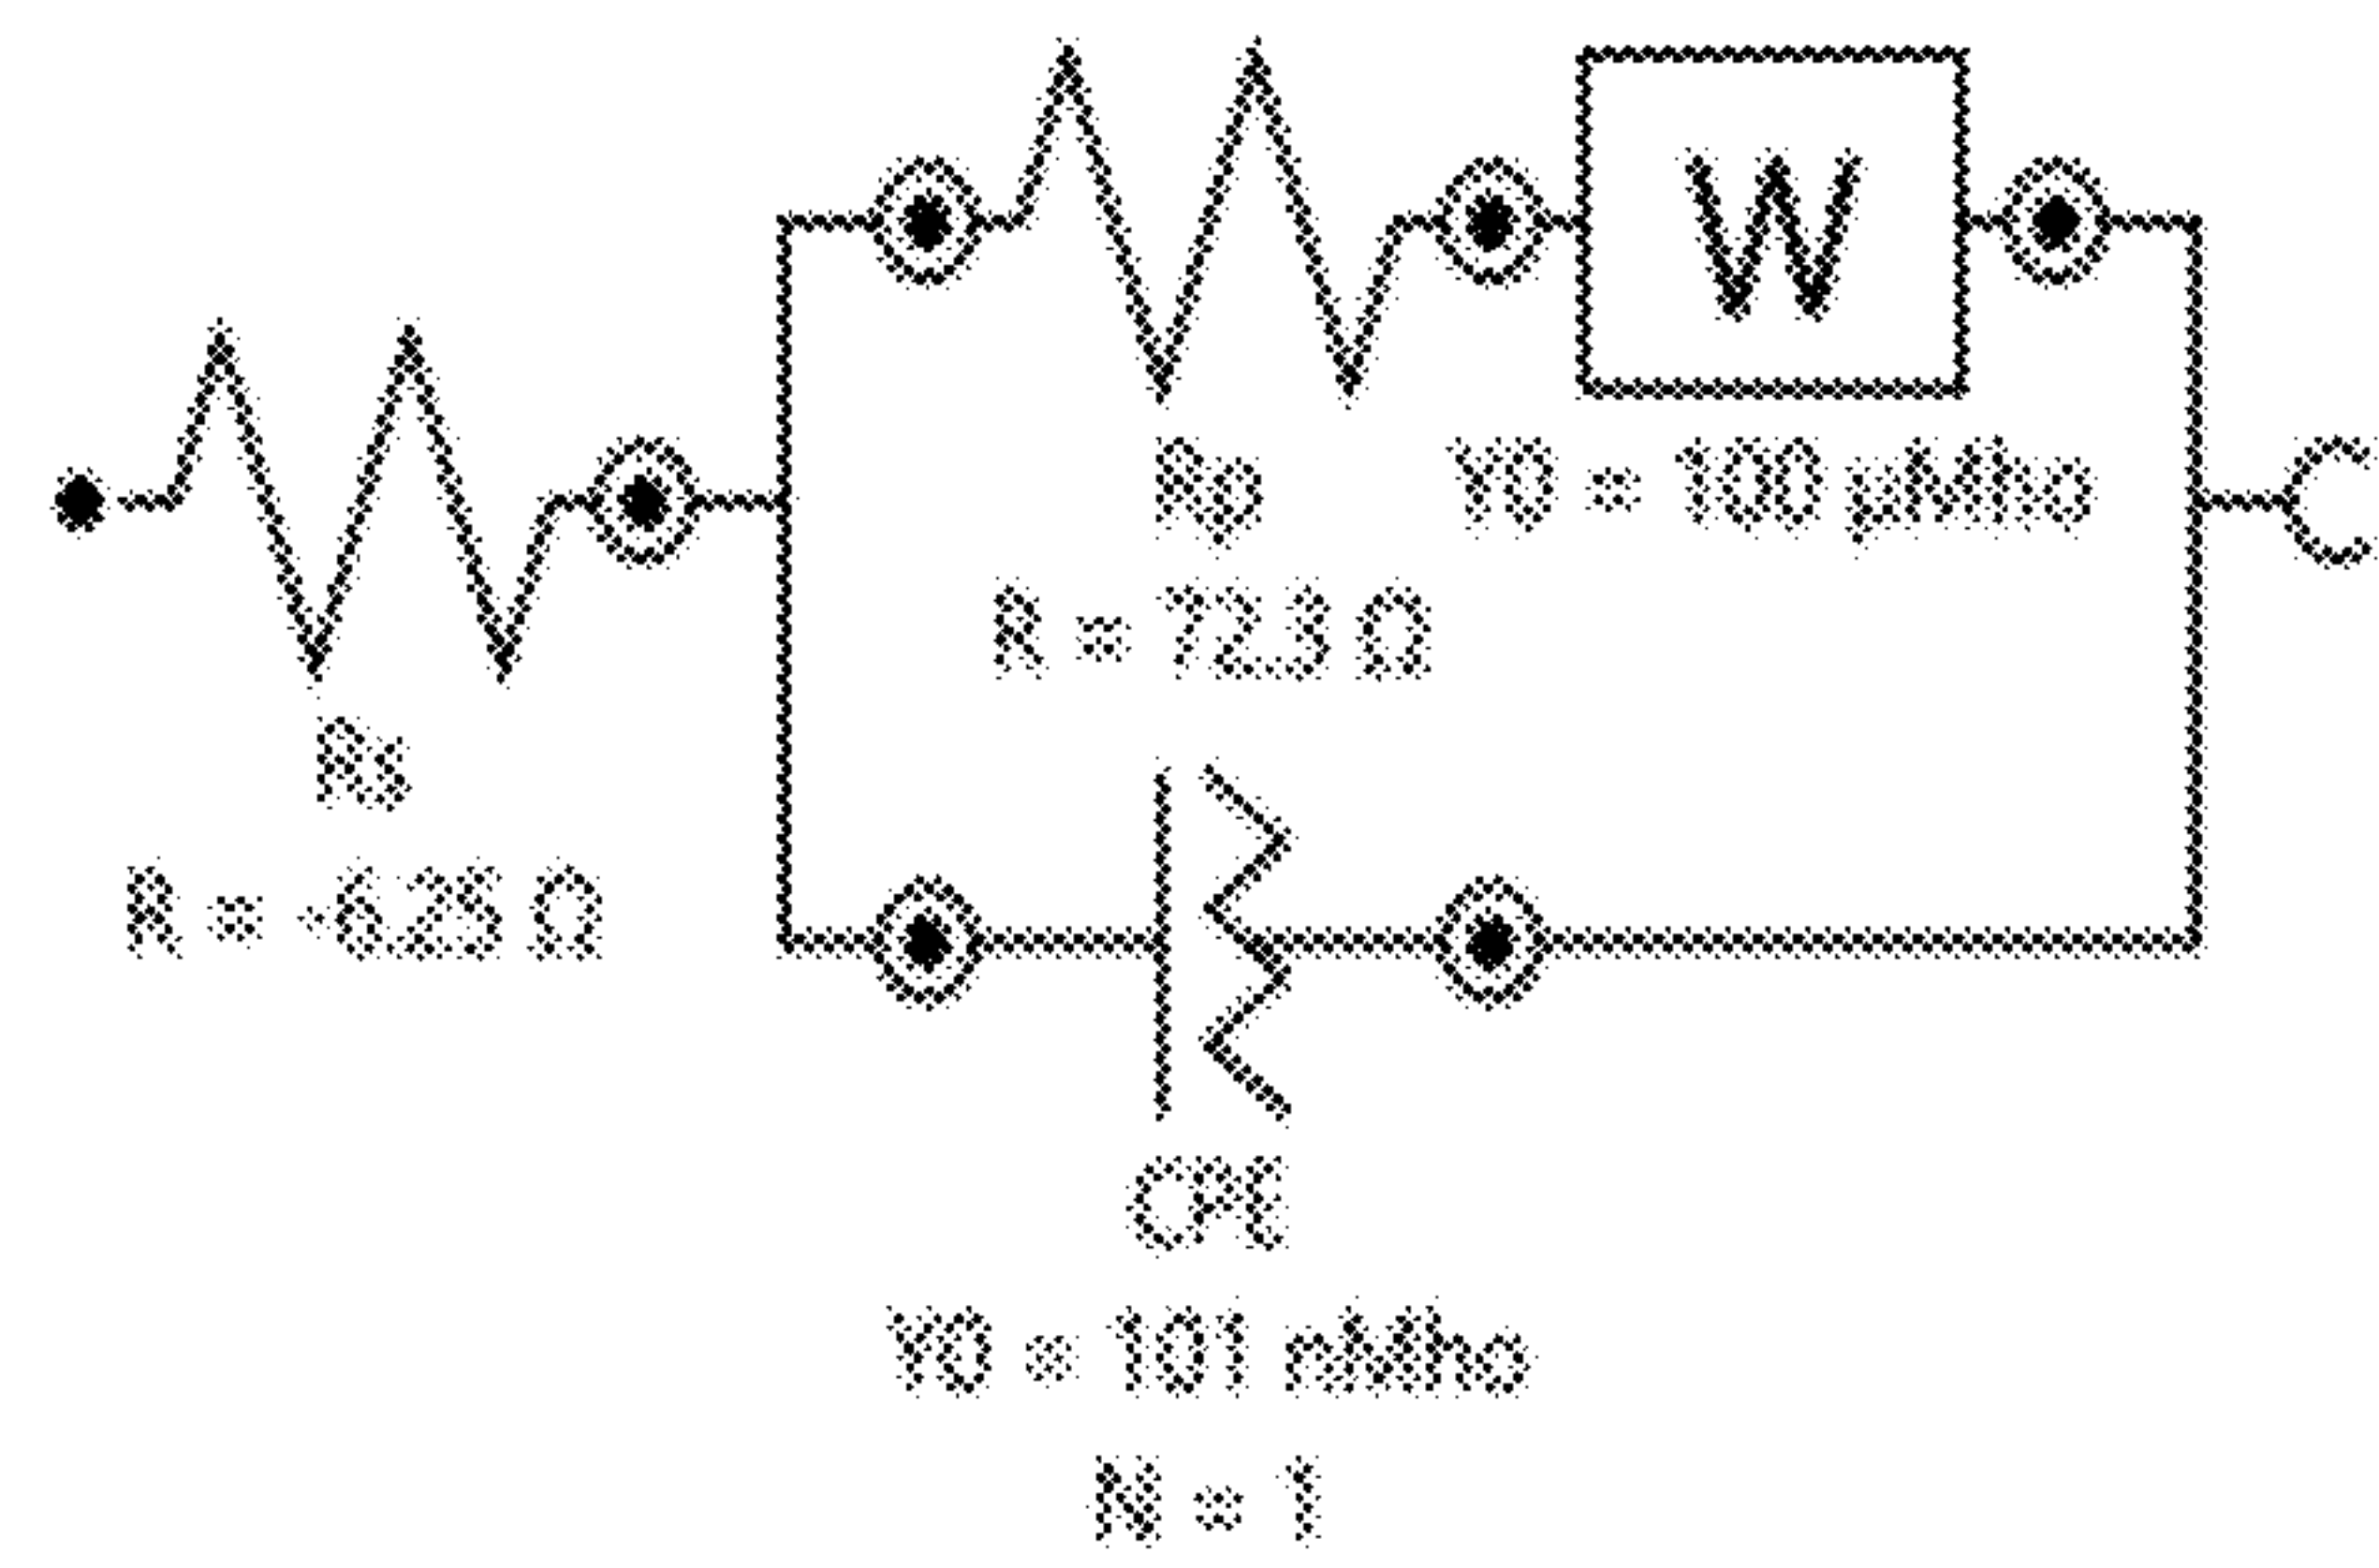 W
Rp
Y0 = 100 µMho
R = 72.3 Ω
Rs
R = -6.25 Ω
CPE
Y0 = 101 nMho
N = 1